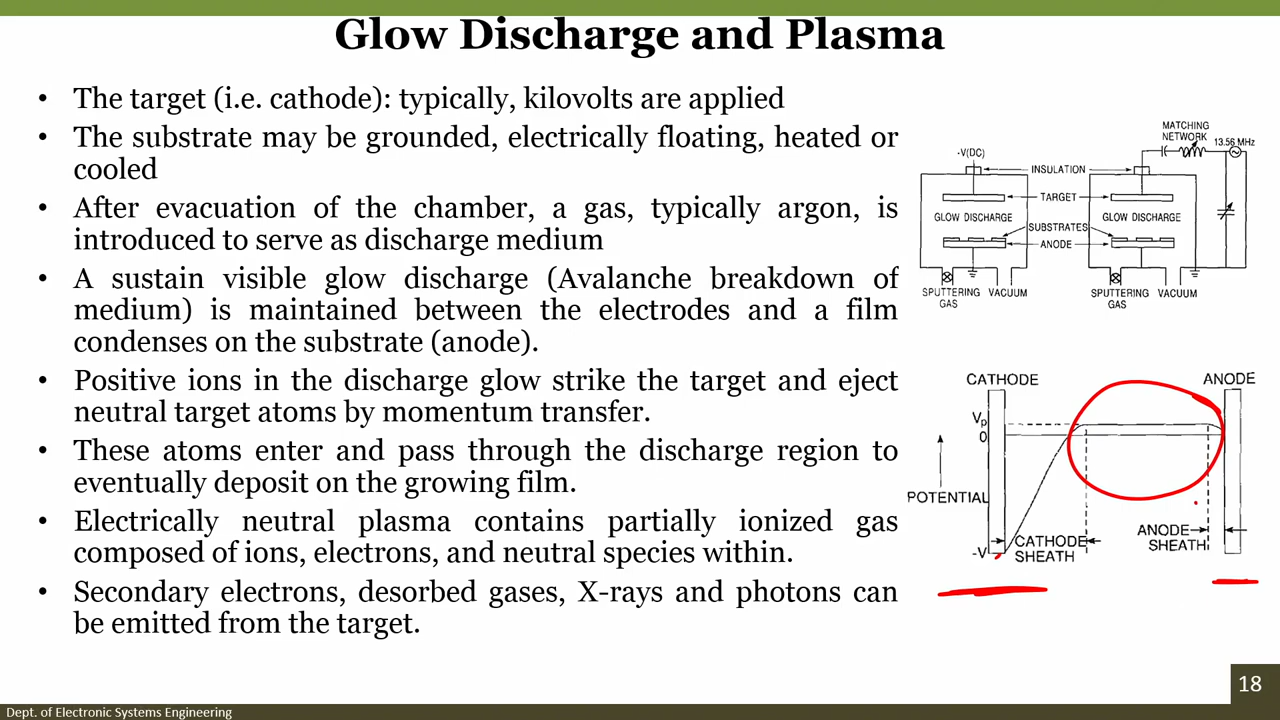 Glow Discharge and Plasma
• The target (i.e. cathode): typically, kilovolts are applied
• The substrate may be grounded, electrically floating, heated or
cooled
• After evacuation of the chamber, a gas, typically argon, is
introduced to serve as discharge medium
• A sustain visible glow discharge (Avalanche breakdown of
medium) is maintained between the electrodes and a film
condenses on the substrate (anode).
• Positive ions in the discharge glow strike the target and eject
neutral target atoms by momentum transfer.
• These atoms enter and pass through the discharge region to
eventually deposit on the growing film.
• Electrically neutral plasma contains partially ionized gas
composed of ions, electrons, and neutral species within.
• Secondary electrons, desorbed gases, X-rays and photons can
be emitted from the target.
MATCHING
NETWORK
13.56 MHz
-V(DC)
INSULATION
TARGET
GLOW DISCHARGE
GLOW DISCHARGE
SUBSTRATES
ANODE
SPUTTERING
GAS
VACUUM
SPUTTERING
GAS
VACUUM
CATHODE
ANODE
Vp
0
POTENTIAL
-V
CATHODE
SHEATH
ANODE
SHEATH
18
Dept. of Electronic Systems Engineering